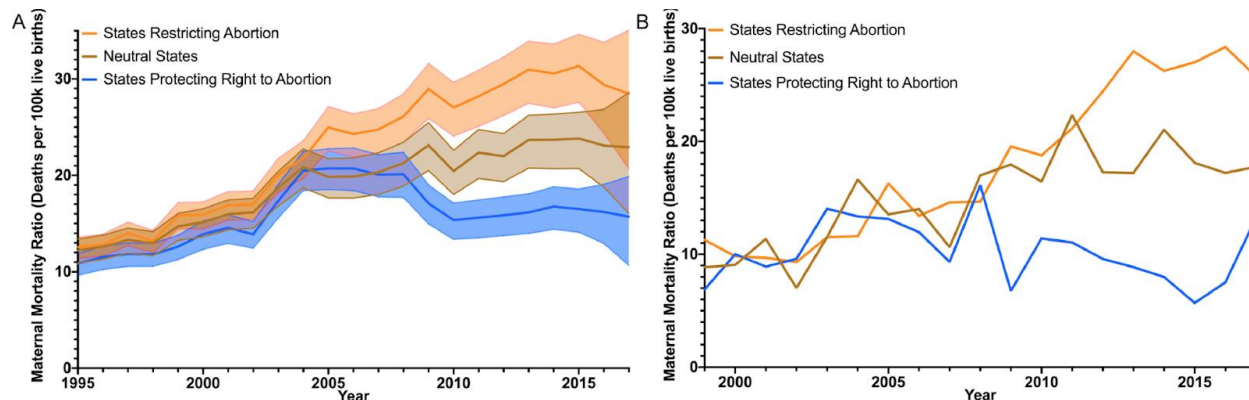 A
States Restricting Abortion
Neutral States
States Protecting Right to Abortion
Maternal Mortality Ratio (Deaths per 100k live births)
30
20
10
0
1995
2000
2005
2010
2015
Year
B
States Restricting Abortion
Neutral States
States Protecting Right to Abortion
Maternal Mortality Ratio (Deaths per 100k live births)
30
20
10
0
2000
2005
2010
2015
Year